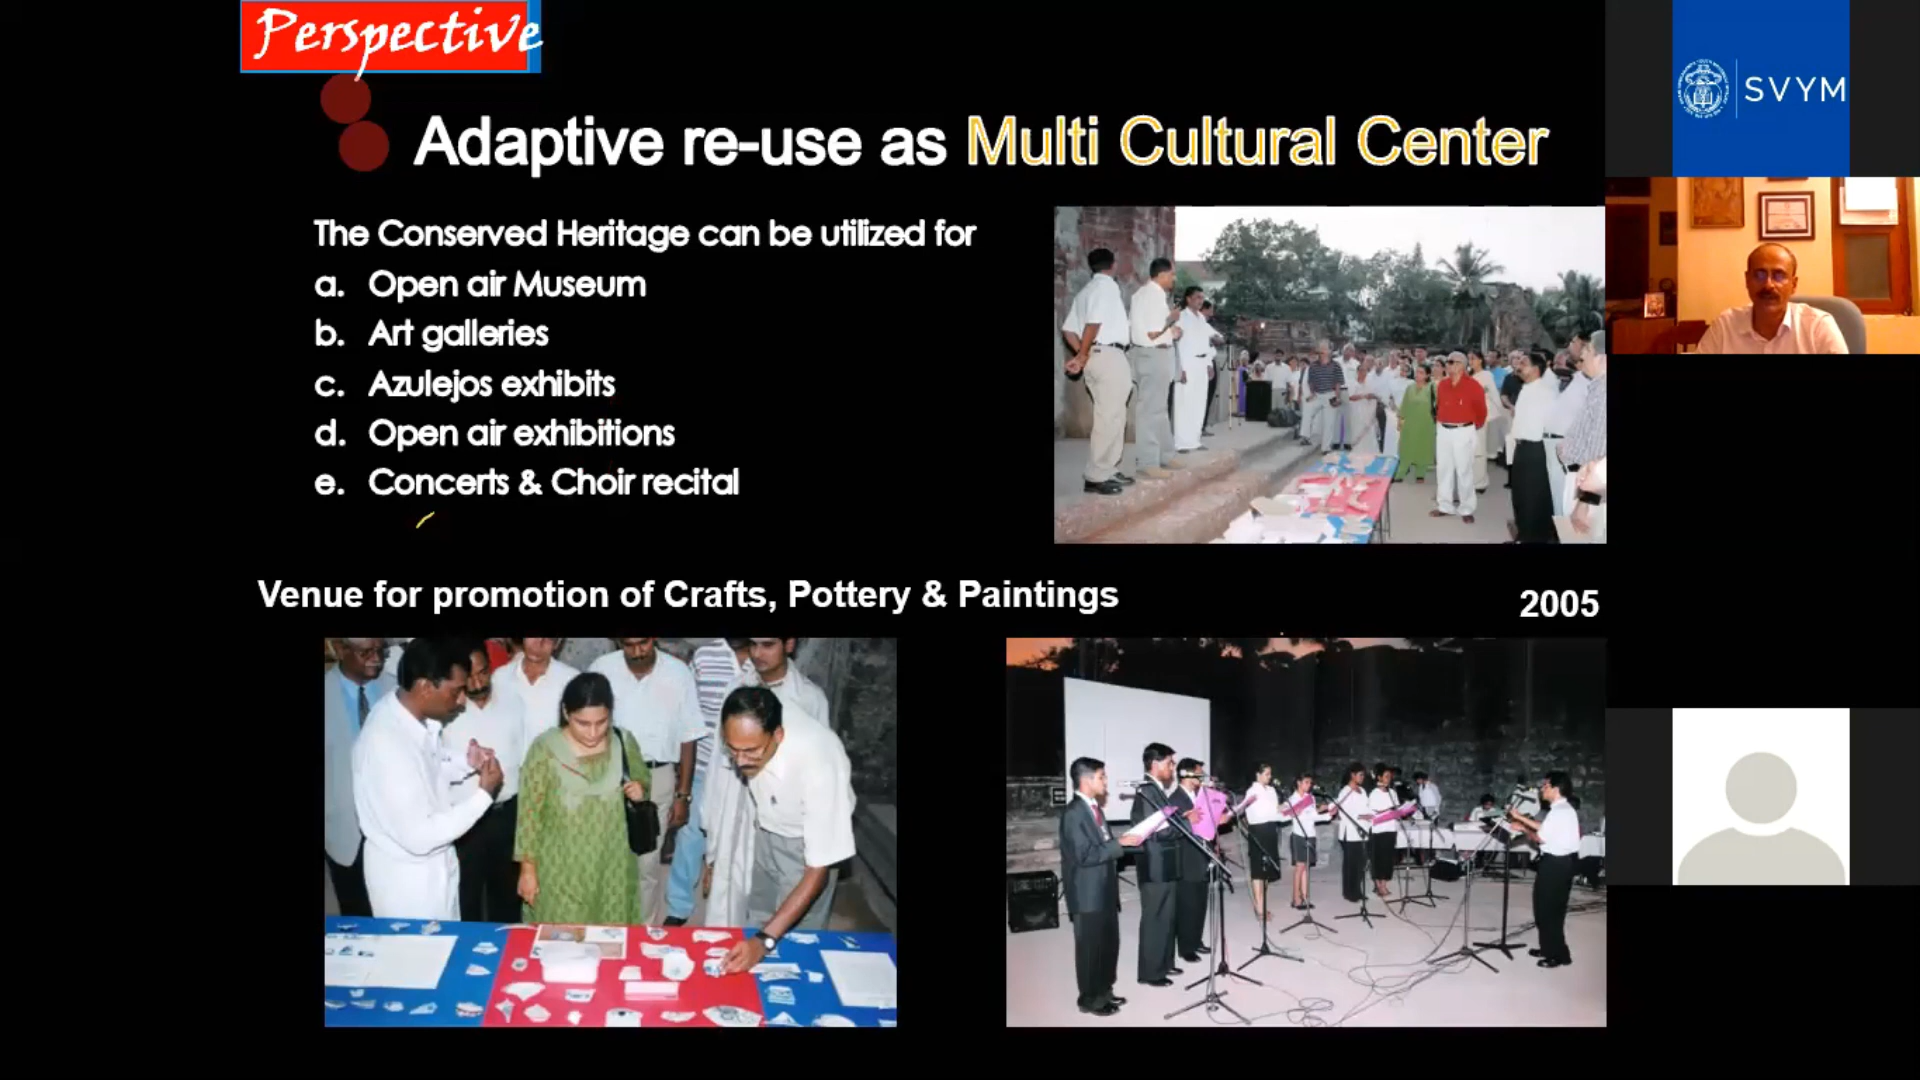 Perspective
SVYM
Adaptive re-use as Multi Cultural Center
The Conserved Heritage can be utilized for
a. Open air Museum
b. Art galleries
c. Azulejos exhibits
d. Open air exhibitions
e. Concerts & Choir recital
Venue for promotion of Crafts, Pottery & Paintings
2005